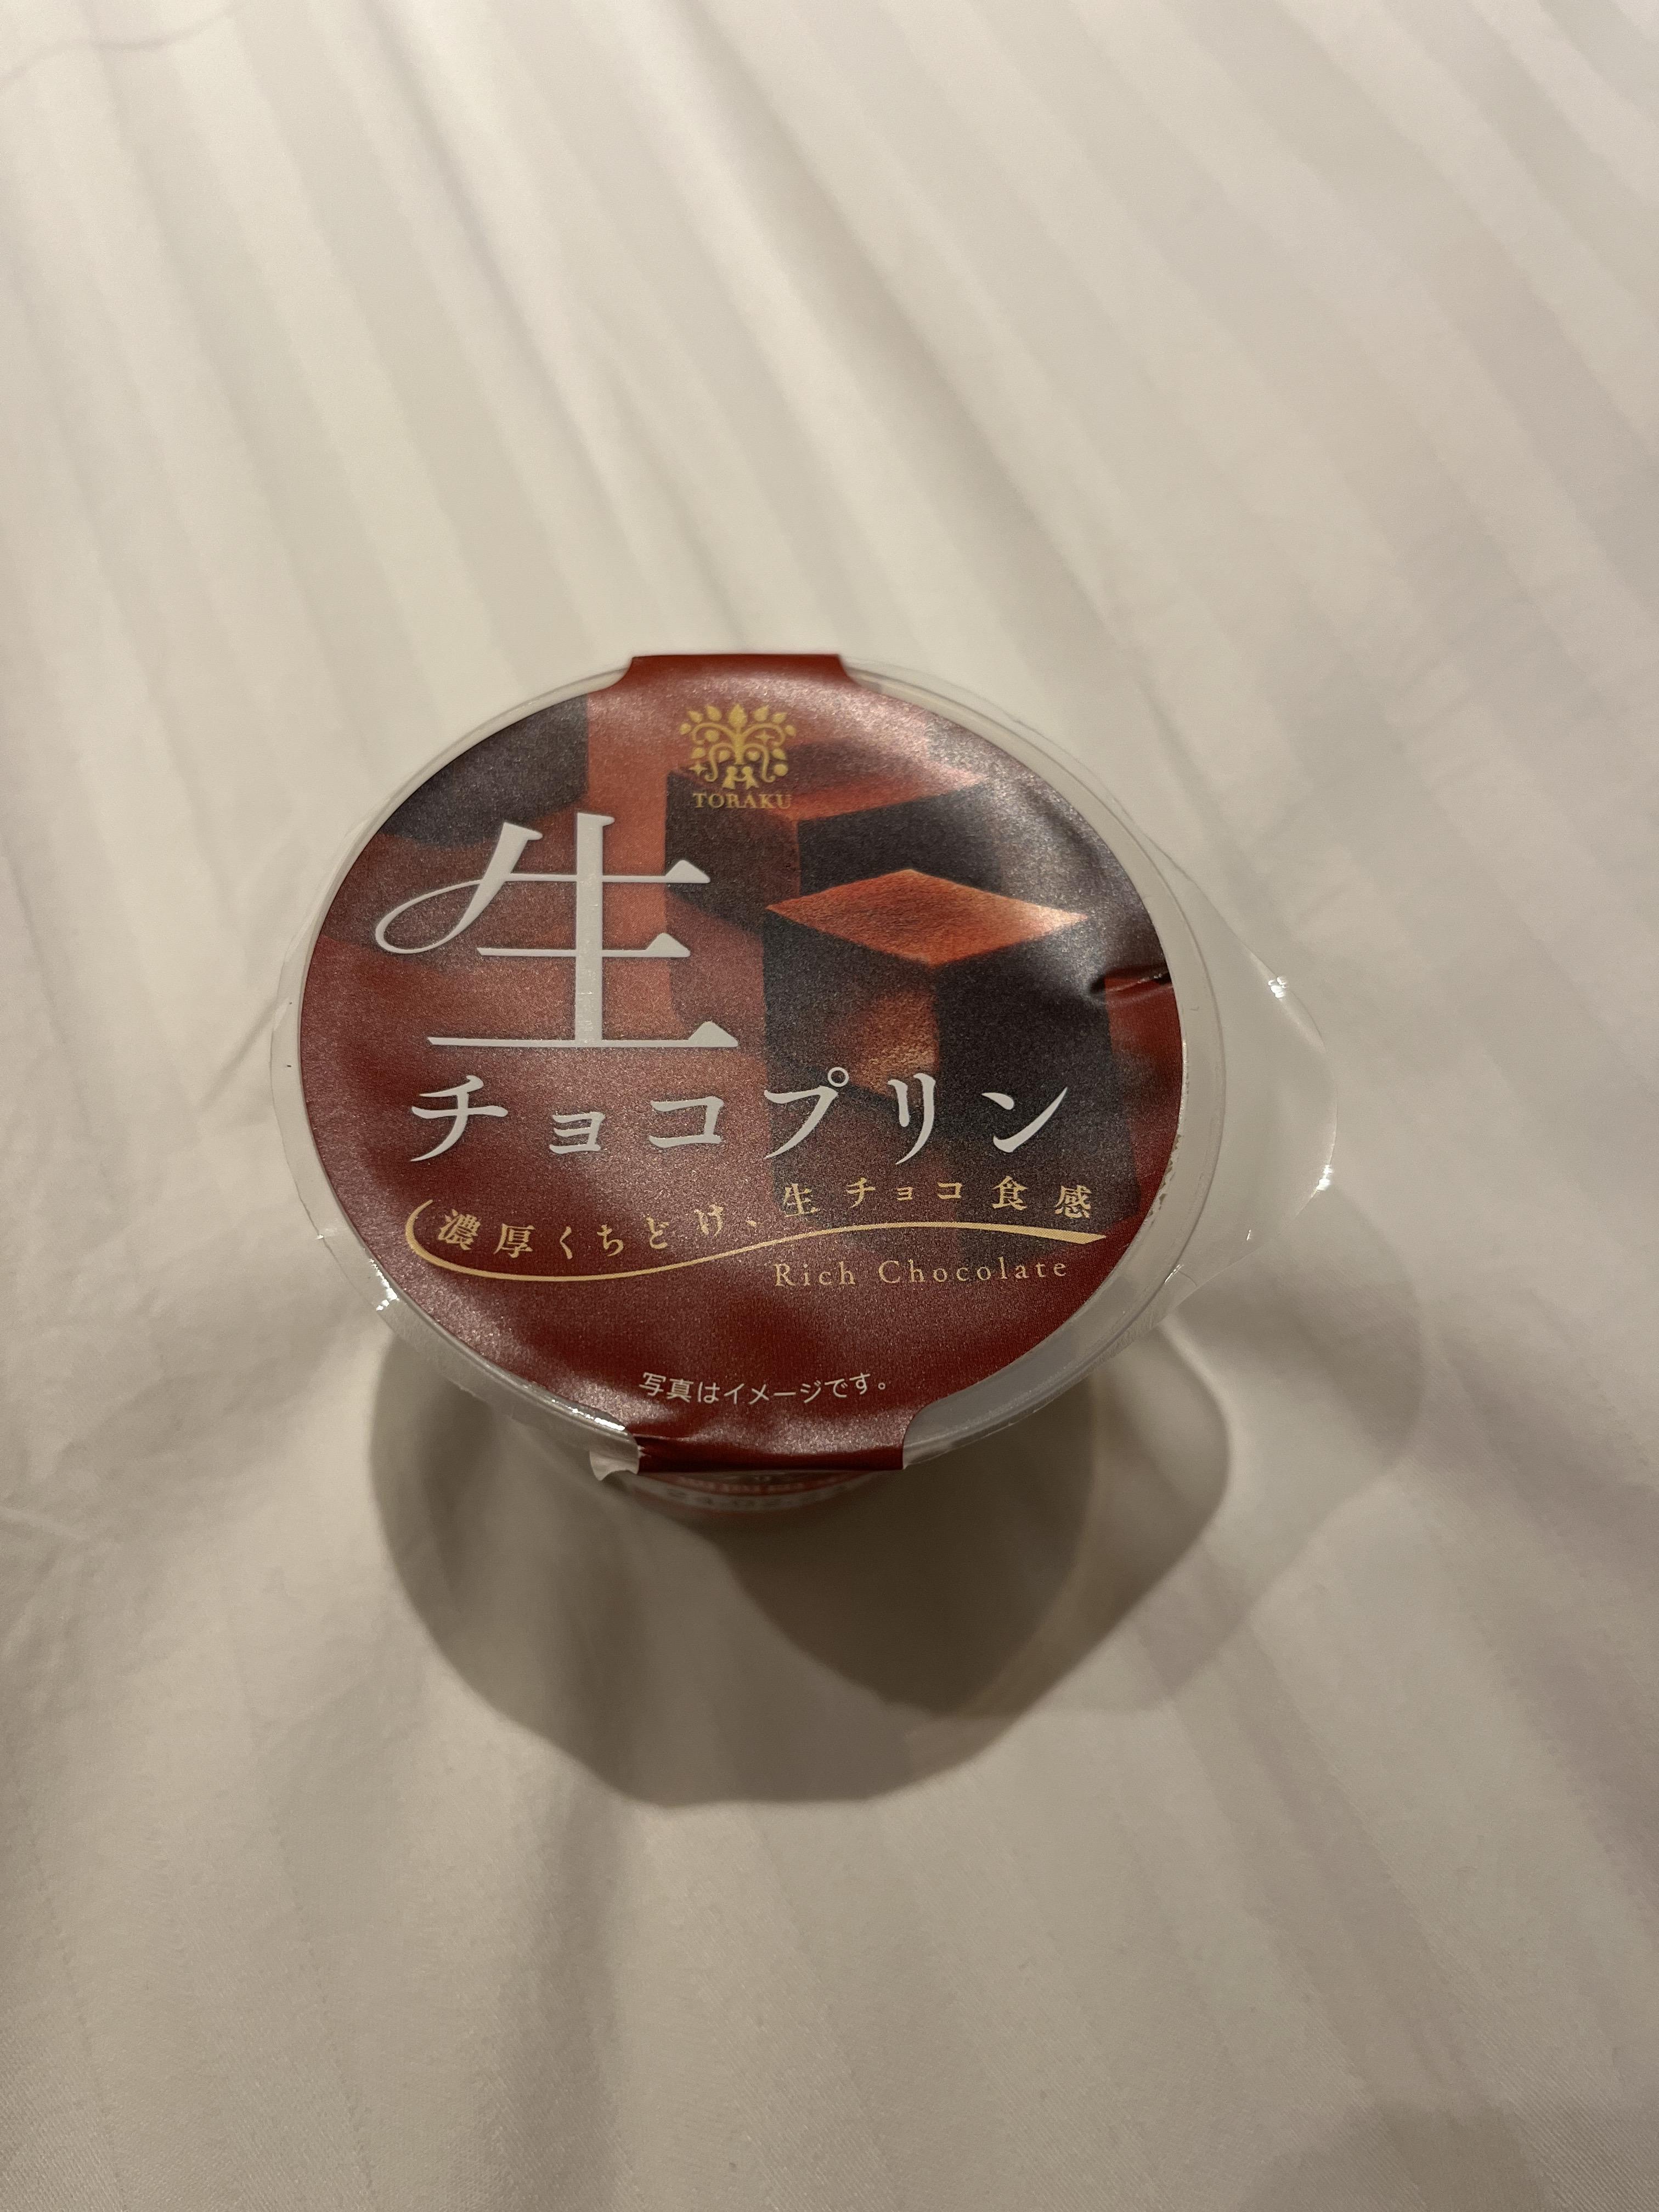 TORAKU
生
チョコプリン
濃厚くちどけ、生チョコ食感
Rich Chocolate
写真はイメージです。